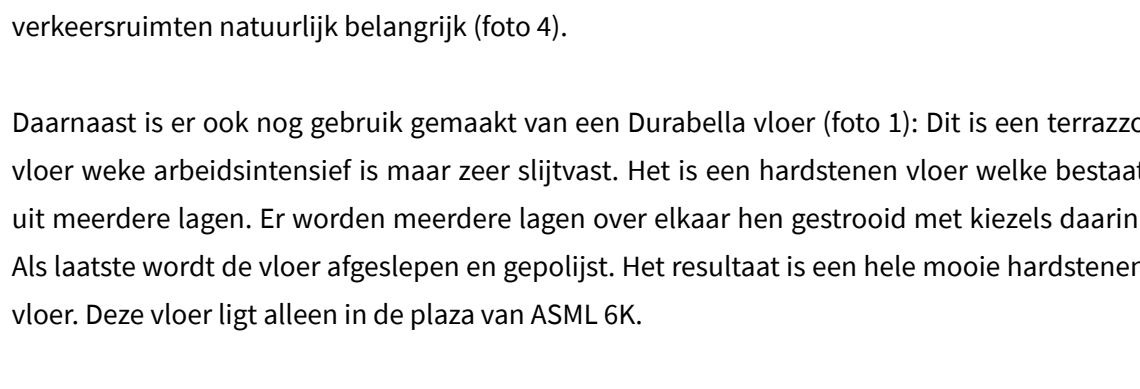 verkeersruimten natuurlijk belangrijk (foto 4).
Daarnaast is er ook nog gebruik gemaakt van een Durabella vloer (foto 1): Dit is een terrazzo
vloer weke arbeidsintensief is maar zeer slijtvast. Het is een hardstenen vloer welke bestaat
uit meerdere lagen. Er worden meerdere lagen over elkaar hen gestrooid met kiezels daarin
Als laatste wordt de vloer afgeslepen en gepolijst. Het resultaat is een hele mooie hardstenen
vloer. Deze vloer ligt alleen in de plaza van ASML 6K.